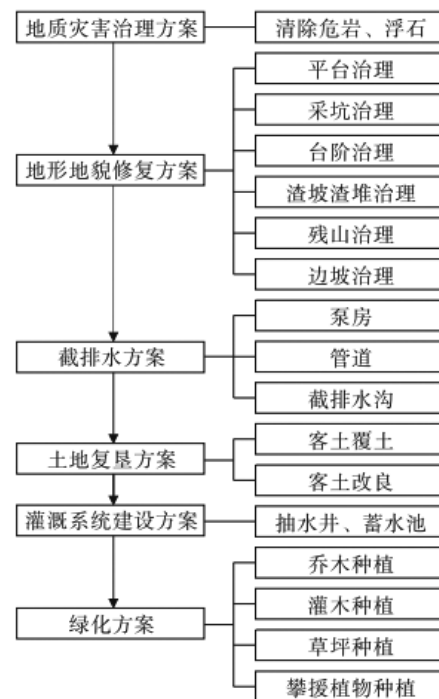 地质灾害治理方案
清除危岩、浮石
地形地貌修复方案
平台治理
采坑治理
台阶治理
渣坡渣堆治理
残山治理
边坡治理
截排水方案
泵房
管道
截排水沟
土地复垦方案
客土覆土
客土改良
灌溉系统建设方案
抽水井、蓄水池
绿化方案
乔木种植
灌木种植
草坪种植
攀援植物种植